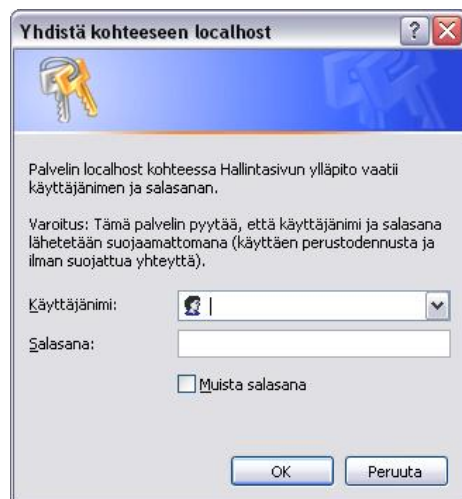 Yhdistä kohteeseen localhost
Palvelin localhost kohteessa Hallintasivun ylläpito vaatii
käyttäjänimen ja salasanan.
Varoitus: Tämä palvelin pyytää, että käyttäjänimi ja salasana
lähetetään suojaamattomana (käyttäen perustodennusta ja
ilman suojattua yhteyttä).
Käyttäjänimi:
Salasana:
Muista salasana
OK Peruuta